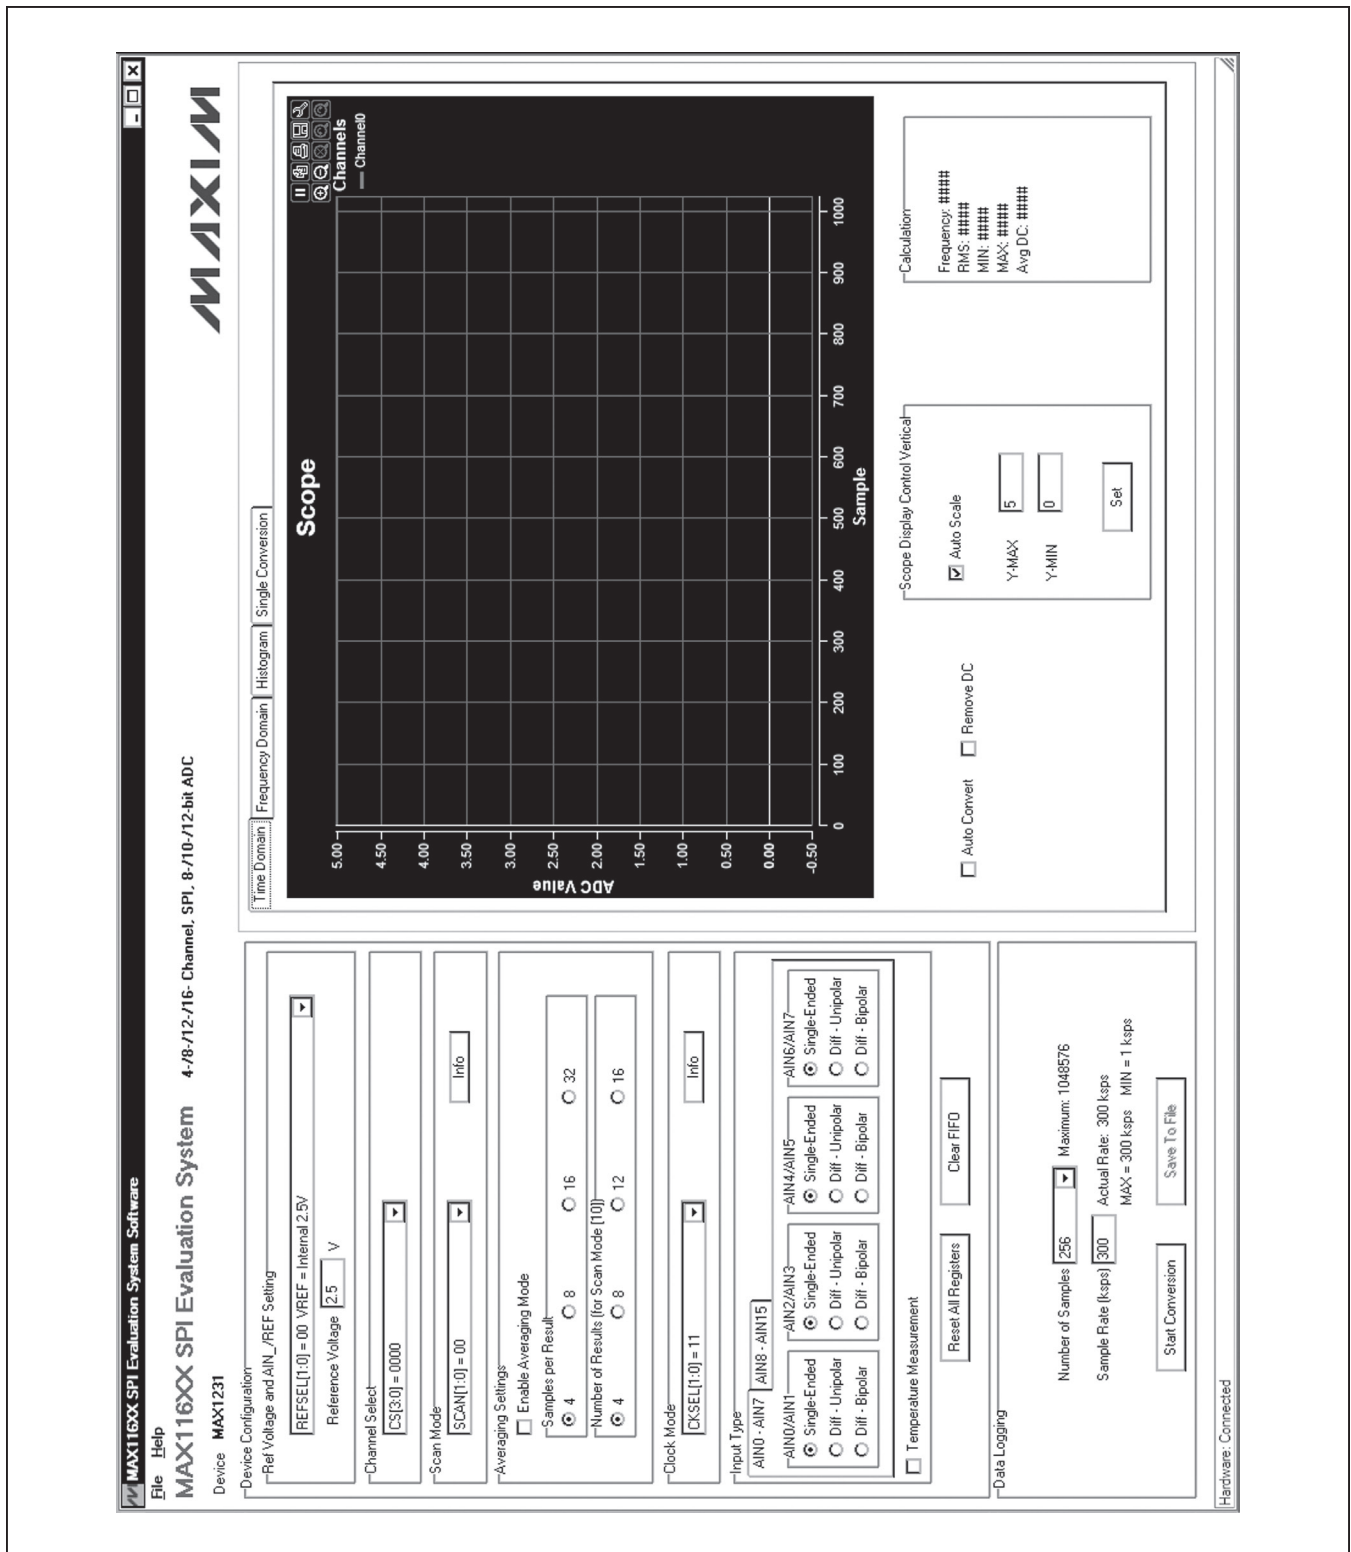 MAX116XX SPI Evaluation System Software
File Help
MAX116XX SPI Evaluation System 4-/8-/12-/16- Channel, SPI, 8-/10-/12-bit ADC
MAXIM
Device MAX1231
Device Configuration
Ref Voltage and AIN_/REF Setting
REFSEL[1:0] = 00 VREF = Internal 2.5V
Reference Voltage 2.5 V
Channel Select
CS[3:0] = 0000
Scan Mode
SCAN[1:0] = 00
Info
Averaging Settings
Enable Averaging Mode
Samples per Result
4 8 16 32
Number of Results (for Scan Mode [10])
4 8 12 16
Clock Mode
CKSEL[1:0] = 11
Info
Input Type
AIN0 - AIN7 AIN8 - AIN15
AIN0/AIN1
Single-Ended
Diff - Unipolar
Diff - Bipolar
AIN2/AIN3
Single-Ended
Diff - Unipolar
Diff - Bipolar
AIN4/AIN5
Single-Ended
Diff - Unipolar
Diff - Bipolar
AIN6/AIN7
Single-Ended
Diff - Unipolar
Diff - Bipolar
Temperature Measurement
Reset All Registers
Clear FIFO
Data Logging
Number of Samples 256 Maximum: 1048576
Sample Rate (ksps) 300 Actual Rate: 300 ksps
MAX = 300 ksps MIN = 1 ksps
Start Conversion
Save To File
Time Domain Frequency Domain Histogram Single Conversion
Scope
Channels
Channel0
ADC Value
5.00
4.50
4.00
3.50
3.00
2.50
2.00
1.50
1.00
0.50
0.00
-0.50
0 100 200 300 400 500 600 700 800 900 1000
Sample
Auto Convert
Remove DC
Scope Display Control Vertical
Auto Scale
Y-MAX 5
Y-MIN 0
Set
Calculation
Frequency: ####
RMS: ####
MIN: ####
MAX: ####
Avg DC: ####
Hardware: Connected